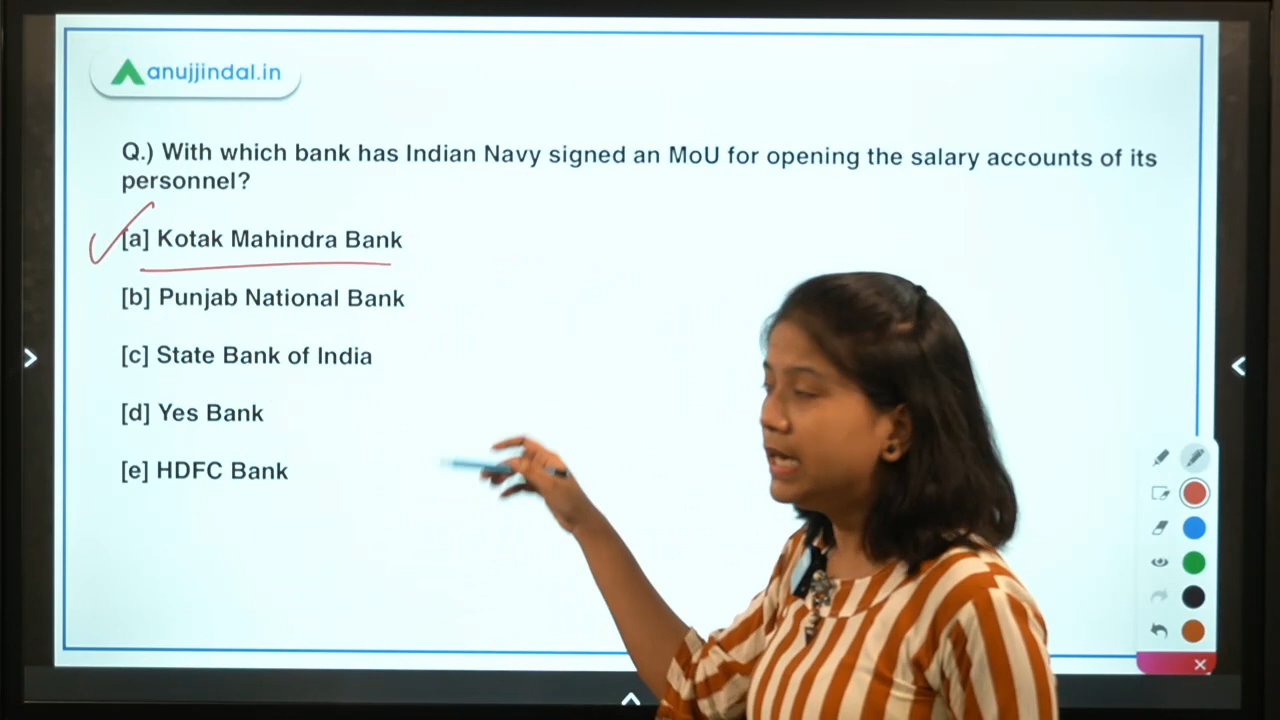 anujjindal.in
Q.) With which bank has Indian Navy signed an MoU for opening the salary accounts of its
personnel?
[a] Kotak Mahindra Bank
[b] Punjab National Bank
[c] State Bank of India
[d] Yes Bank
[e] HDFC Bank